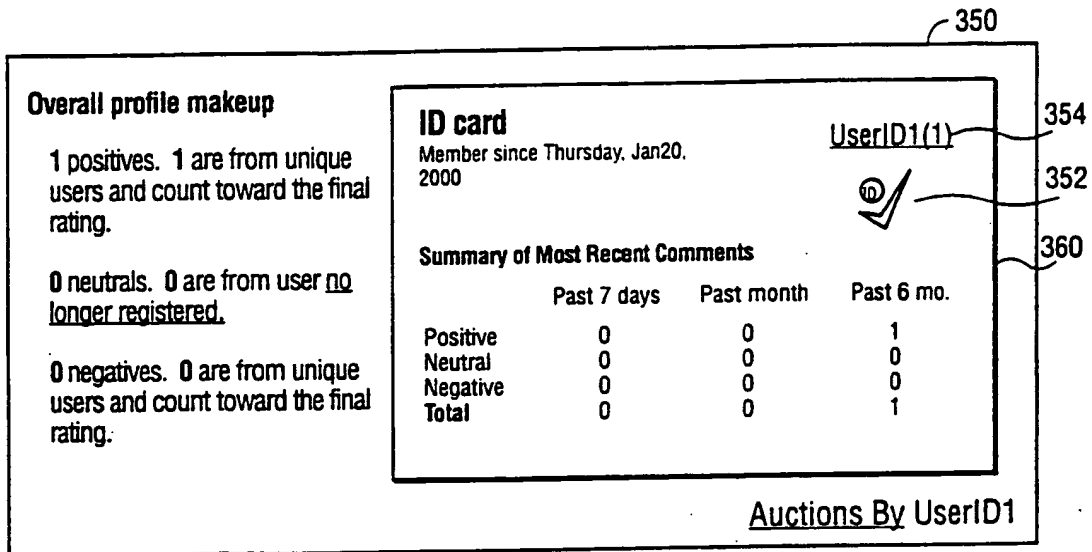 350
Overall profile makeup
1 positives. 1 are from unique
users and count toward the final
rating.
0 neutrals. 0 are from user no
longer registered.
0 negatives. 0 are from unique
users and count toward the final
rating.
ID card
Member since Thursday, Jan20,
2000
UserID1(1)
354
ID
352
360
Summary of Most Recent Comments
Past 7 days Past month Past 6 mo.
Positive 0 0 1
Neutral 0 0 0
Negative 0 0 0
Total 0 0 1
Auctions By UserID1